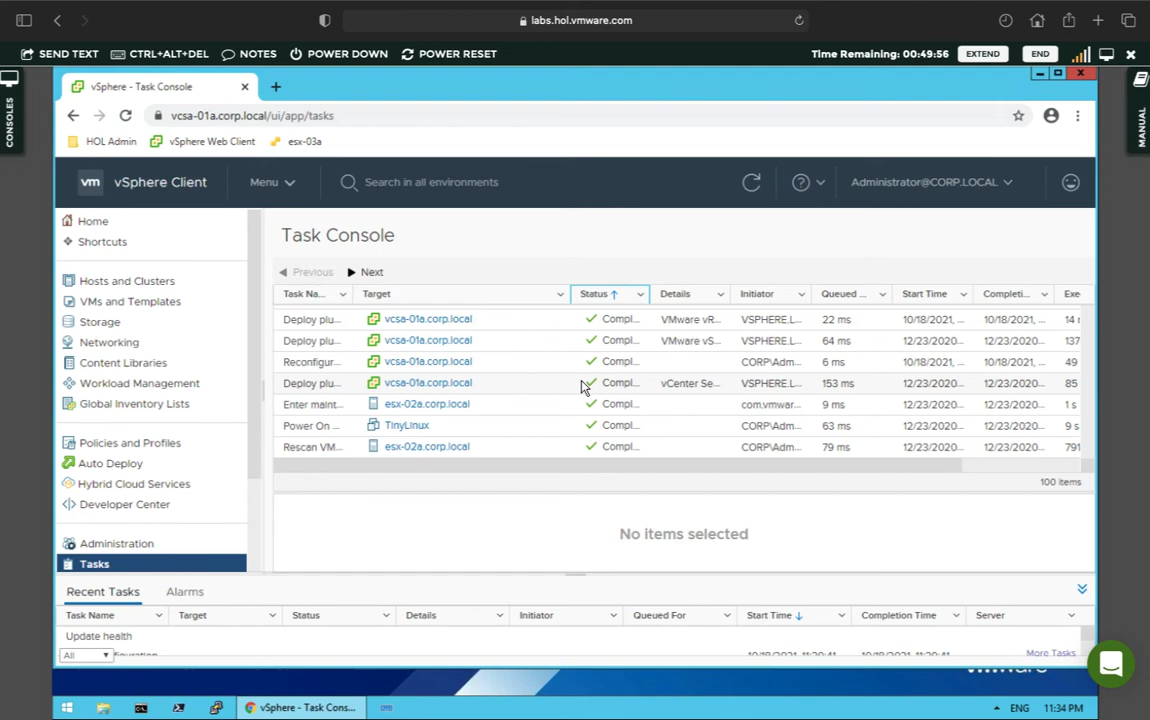 labs.hol.vmware.com
SEND TEXT CTRL+ALT+DEL NOTES POWER DOWN POWER RESET Time Remaining: 00:49:56 EXTEND END
CONSOLES
MANUAL
vSphere - Task Console
vcsa-01a.corp.local/ui/app/tasks
HOL Admin vSphere Web Client esx-03a
vm vSphere Client Menu Search in all environments Administrator@CORP.LOCAL
Home
Shortcuts
Hosts and Clusters
VMs and Templates
Storage
Networking
Content Libraries
Workload Management
Global Inventory Lists
Policies and Profiles
Auto Deploy
Hybrid Cloud Services
Developer Center
Administration
Tasks
Task Console
Previous Next
Task Na... Target Status Details Initiator Queued ... Start Time Completi... Exe
Deploy plu... vcsa-01a.corp.local Compl... VMware vR... VSPHERE.L... 22 ms 10/18/2021, ... 10/18/2021, ... 14 r
Deploy plu... vcsa-01a.corp.local Compl... VMware vS... VSPHERE.L... 64 ms 12/23/2020... 12/23/2020... 137
Reconfigur... vcsa-01a.corp.local Compl... CORP\Adm... 6 ms 10/18/2021, ... 10/18/2021, ... 49
Deploy plu... vcsa-01a.corp.local Compl... vCenter Se... VSPHERE.L... 153 ms 12/23/2020... 12/23/2020... 85
Enter maint... esx-02a.corp.local Compl... com.vmwar... 9 ms 12/23/2020... 12/23/2020... 1 s
Power On ... TinyLinux Compl... CORP\Adm... 63 ms 12/23/2020... 12/23/2020... 9 s
Rescan VM... esx-02a.corp.local Compl... CORP\Adm... 79 ms 12/23/2020... 12/23/2020... 791
100 items
No items selected
Recent Tasks Alarms
Task Name Target Status Details Initiator Queued For Start Time Completion Time Server
Update health
All More Tasks
vSphere - Task Cons... ENG 11:34 PM